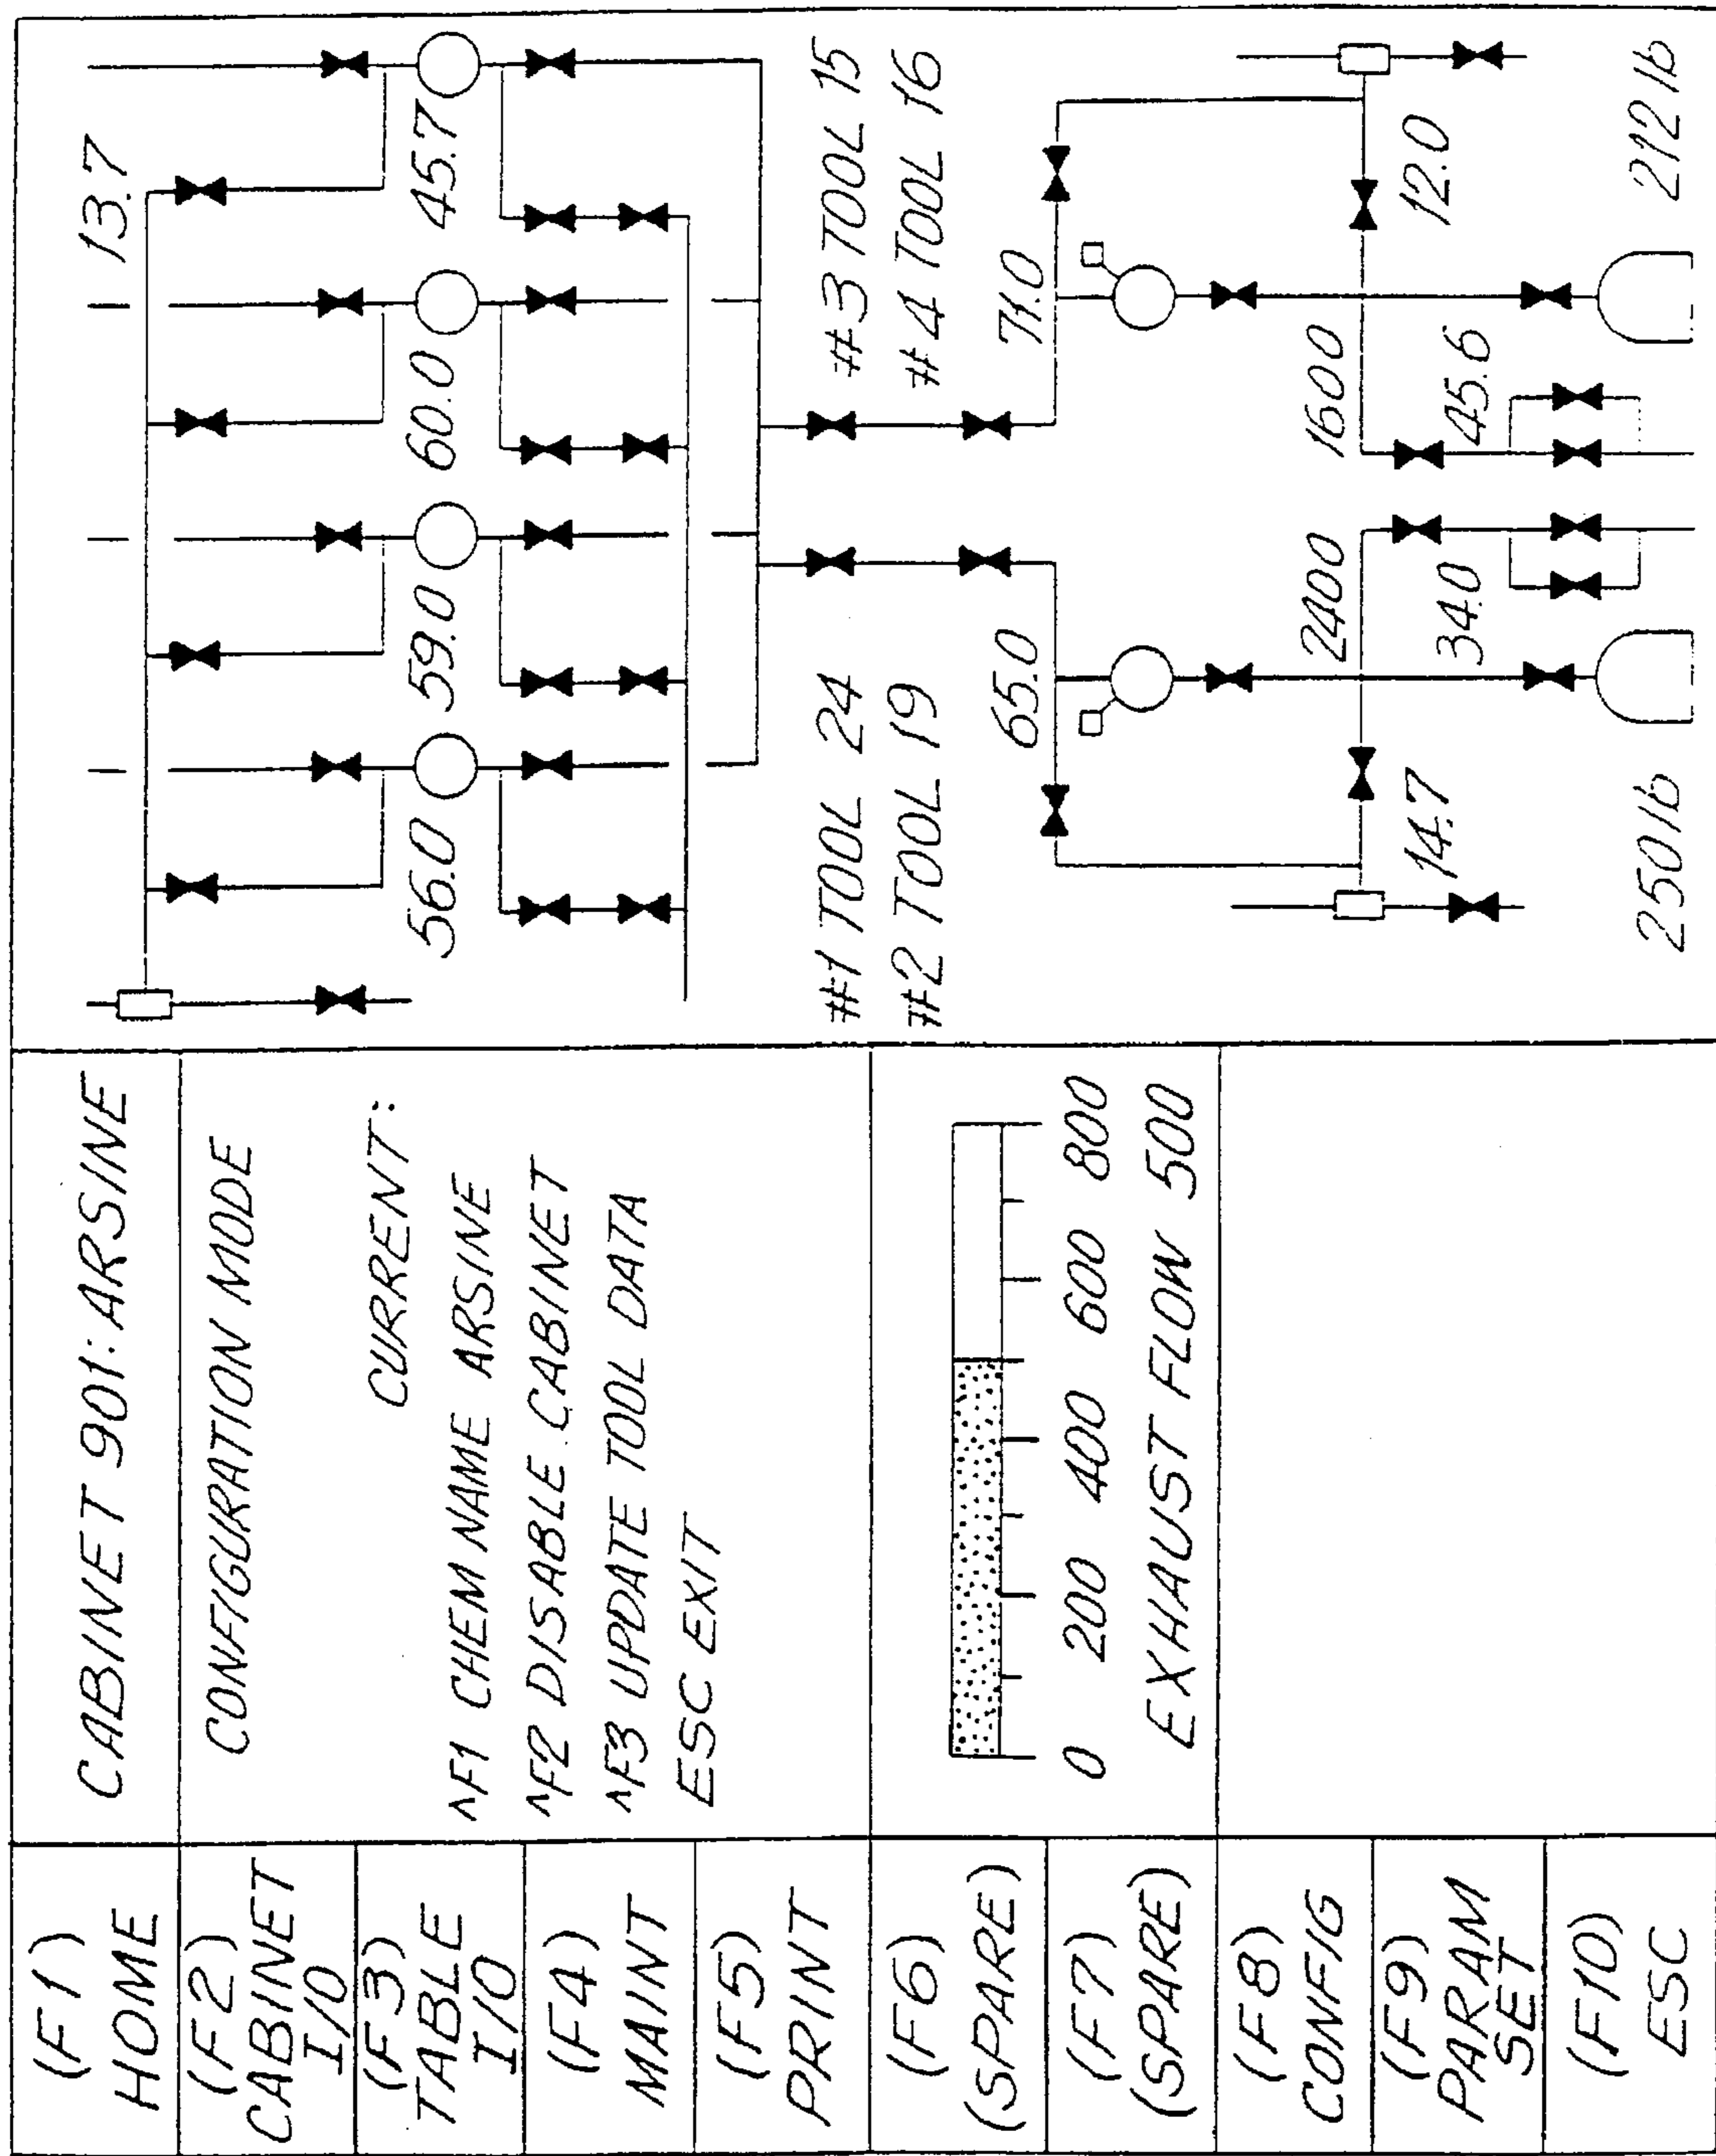 (F1)
HOME
(F2)
CABINET
I/O
(F3)
TABLE
I/O
(F4)
MAINT
(F5)
PRINT
(F6)
(SPARE)
(F7)
(SPARE)
(F8)
CONFIG
(F9)
PARAM
SET
(F10)
ESC
CABINET 901: ARSINE
CONFIGURATION MODE
CURRENT:
^F1 CHEM NAME ARSINE
^F2 DISABLE CABINET
^F3 UPDATE TOOL DATA
ESC EXIT
0 200 400 600 800
EXHAUST FLOW 500
13.7
56.0 59.0 60.0 45.7
#1 TOOL 24 #3 TOOL 15
#2 TOOL 19 #4 TOOL 16
65.0 71.0
2400 1600
14.7 34.0 45.6 12.0
250 lb 212 lb